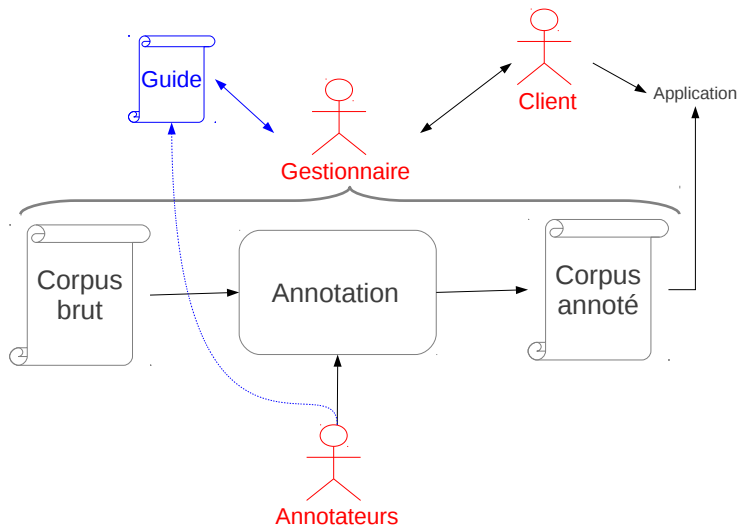 Guide
Client
Application
Gestionnaire
Corpus
brut
Annotation
Corpus
annoté
Annotateurs